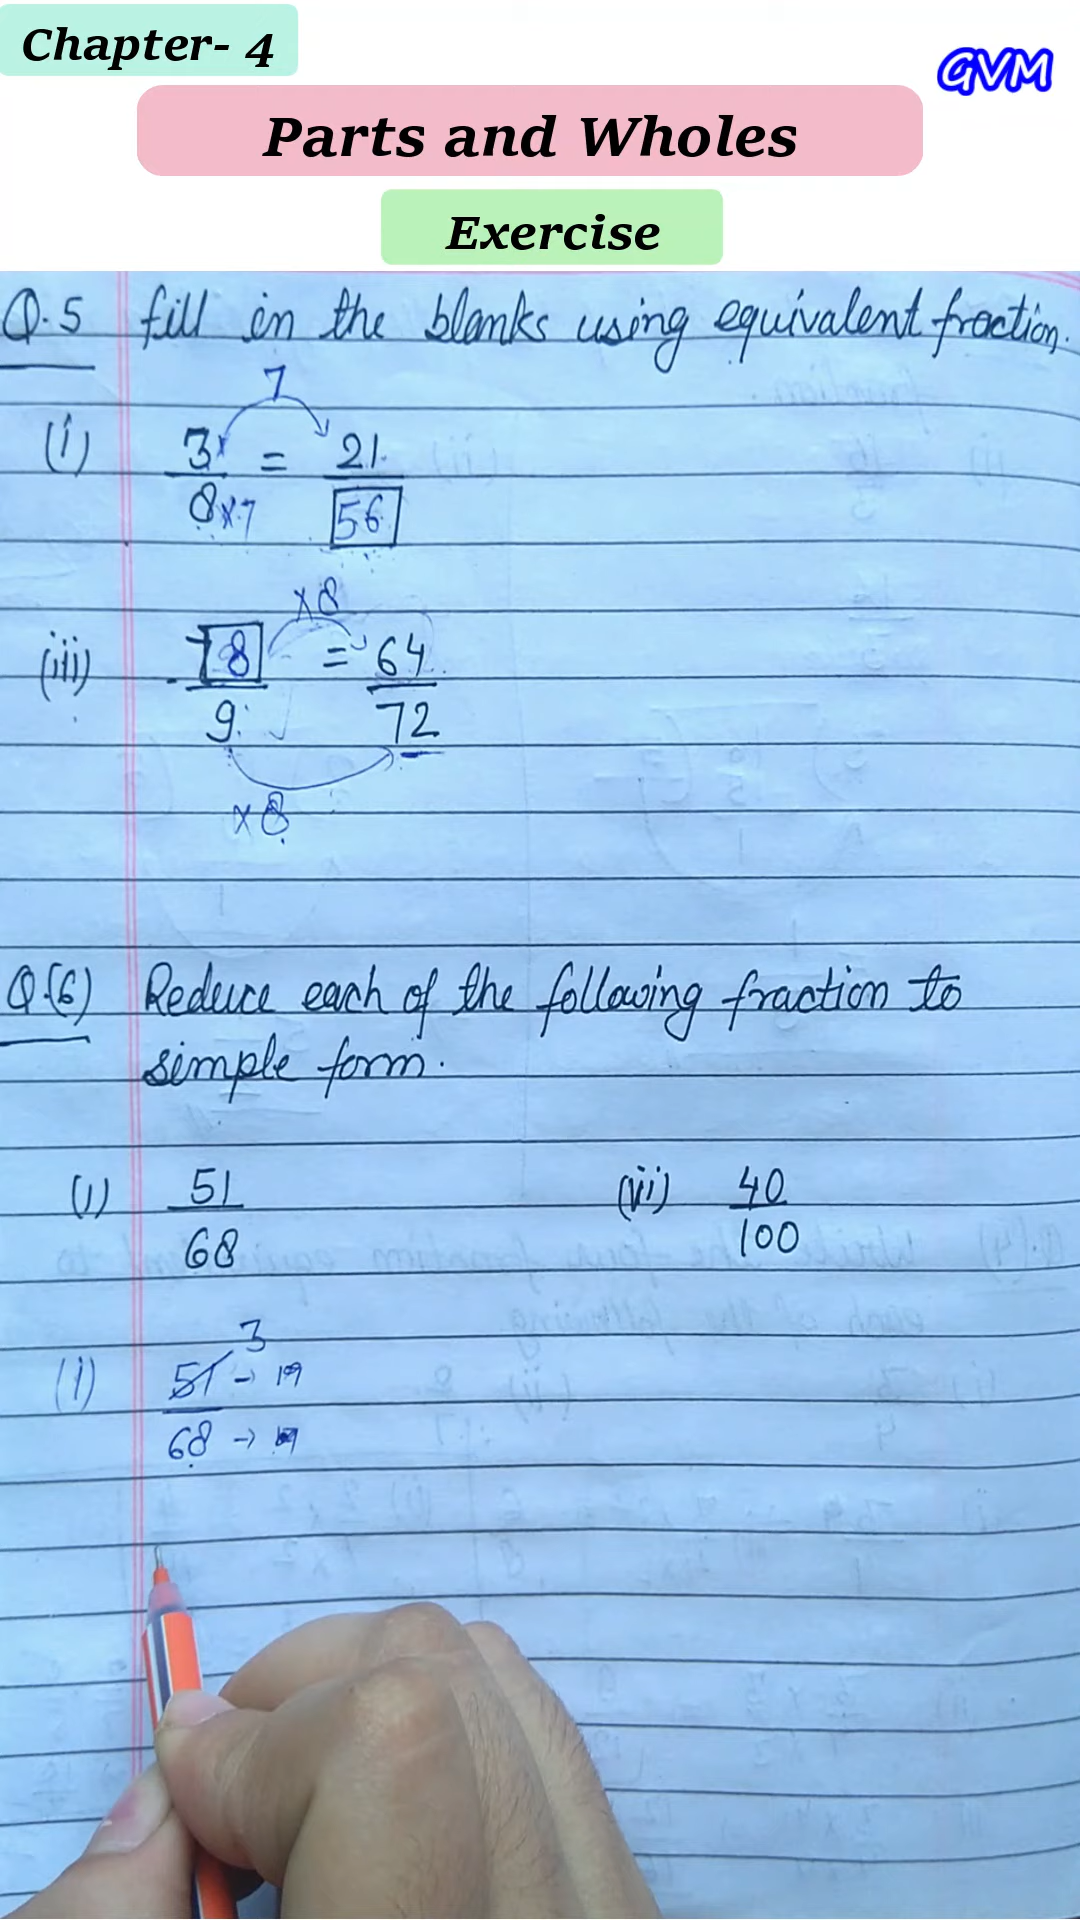 Chapter- 4
GVM
Parts and Wholes
Exercise
Q.5 fill in the blanks using equivalent fraction.
7
(i) 3 = 21
8×7 56
×8
(iii) 8 = 64
9 72
×8
Q.(6) Reduce each of the following fraction to
simple form.
(i) 51 (vii) 40
68 100
3
(i) 51 →
68 →